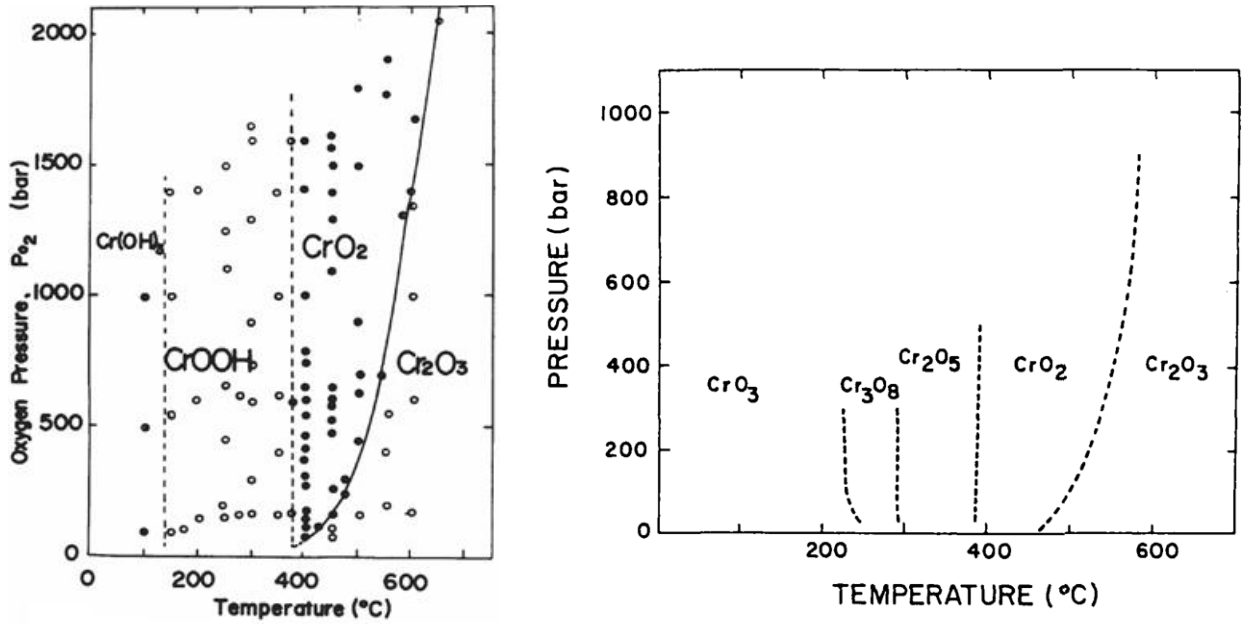 2000
1500
1000
500
0
Oxygen Pressure, Po2 (bar)
Cr(OH)3
CrOOH
CrO2
Cr2O3
0 200 400 600
Temperature (°C)
1000
800
600
400
200
0
PRESSURE (bar)
CrO3
Cr3O8
Cr2O5
CrO2
Cr2O3
200 400 600
TEMPERATURE (°C)